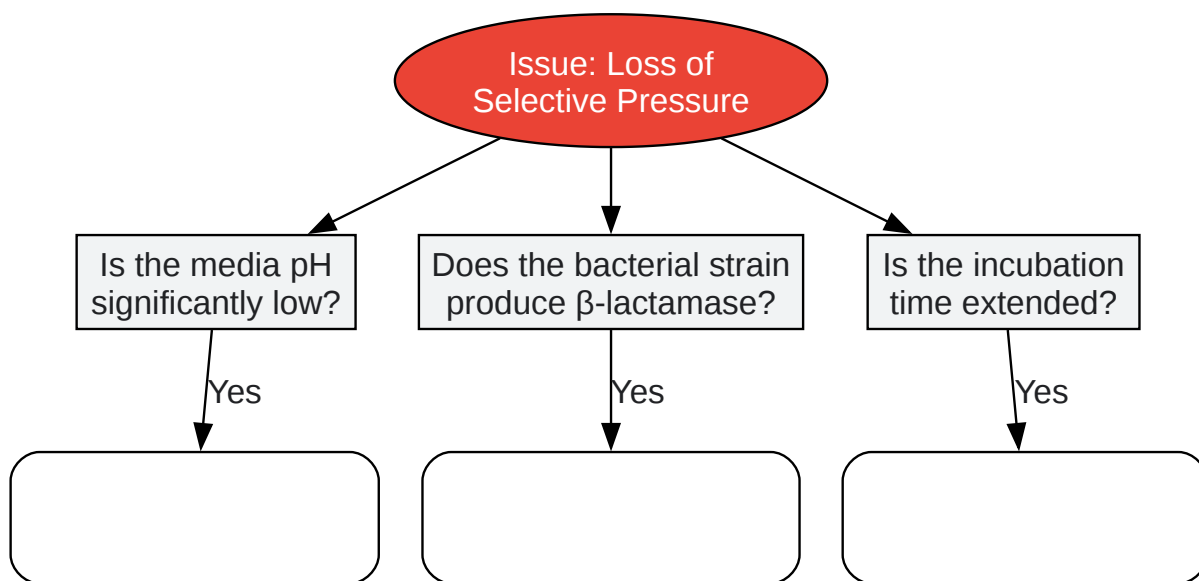 Issue: Loss of
Selective Pressure
Is the media pH
significantly low?
Does the bacterial strain
produce β-lactamase?
Is the incubation
time extended?
Yes
Yes
Yes